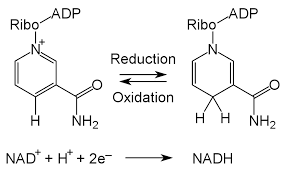 ADP ADP
Ribo Ribo
N+ Reduction N
O O
Oxidation
H NH2 H H NH2
NAD+ + H+ + 2e– NADH